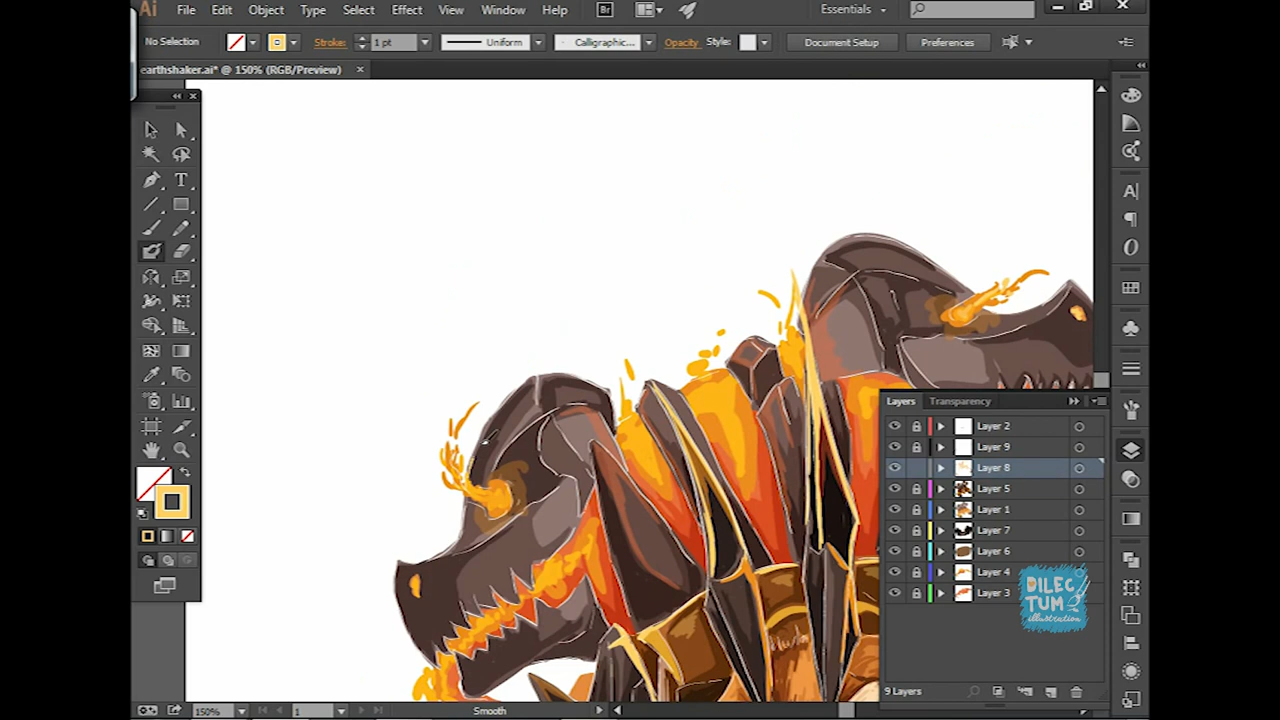 Ai File Edit Object Type Select Effect View Window Help Br Essentials
No Selection Stroke: 1 pt Uniform Calligraphic... Opacity Style: Document Setup Preferences
earthshaker.ai* @ 150% (RGB/Preview)
Layers Transparency
Layer 2
Layer 9
Layer 8
Layer 5
Layer 1
Layer 7
Layer 6
Layer 4
Layer 3
DILEC
TUM
illustration
9 Layers
150% 1 Smooth